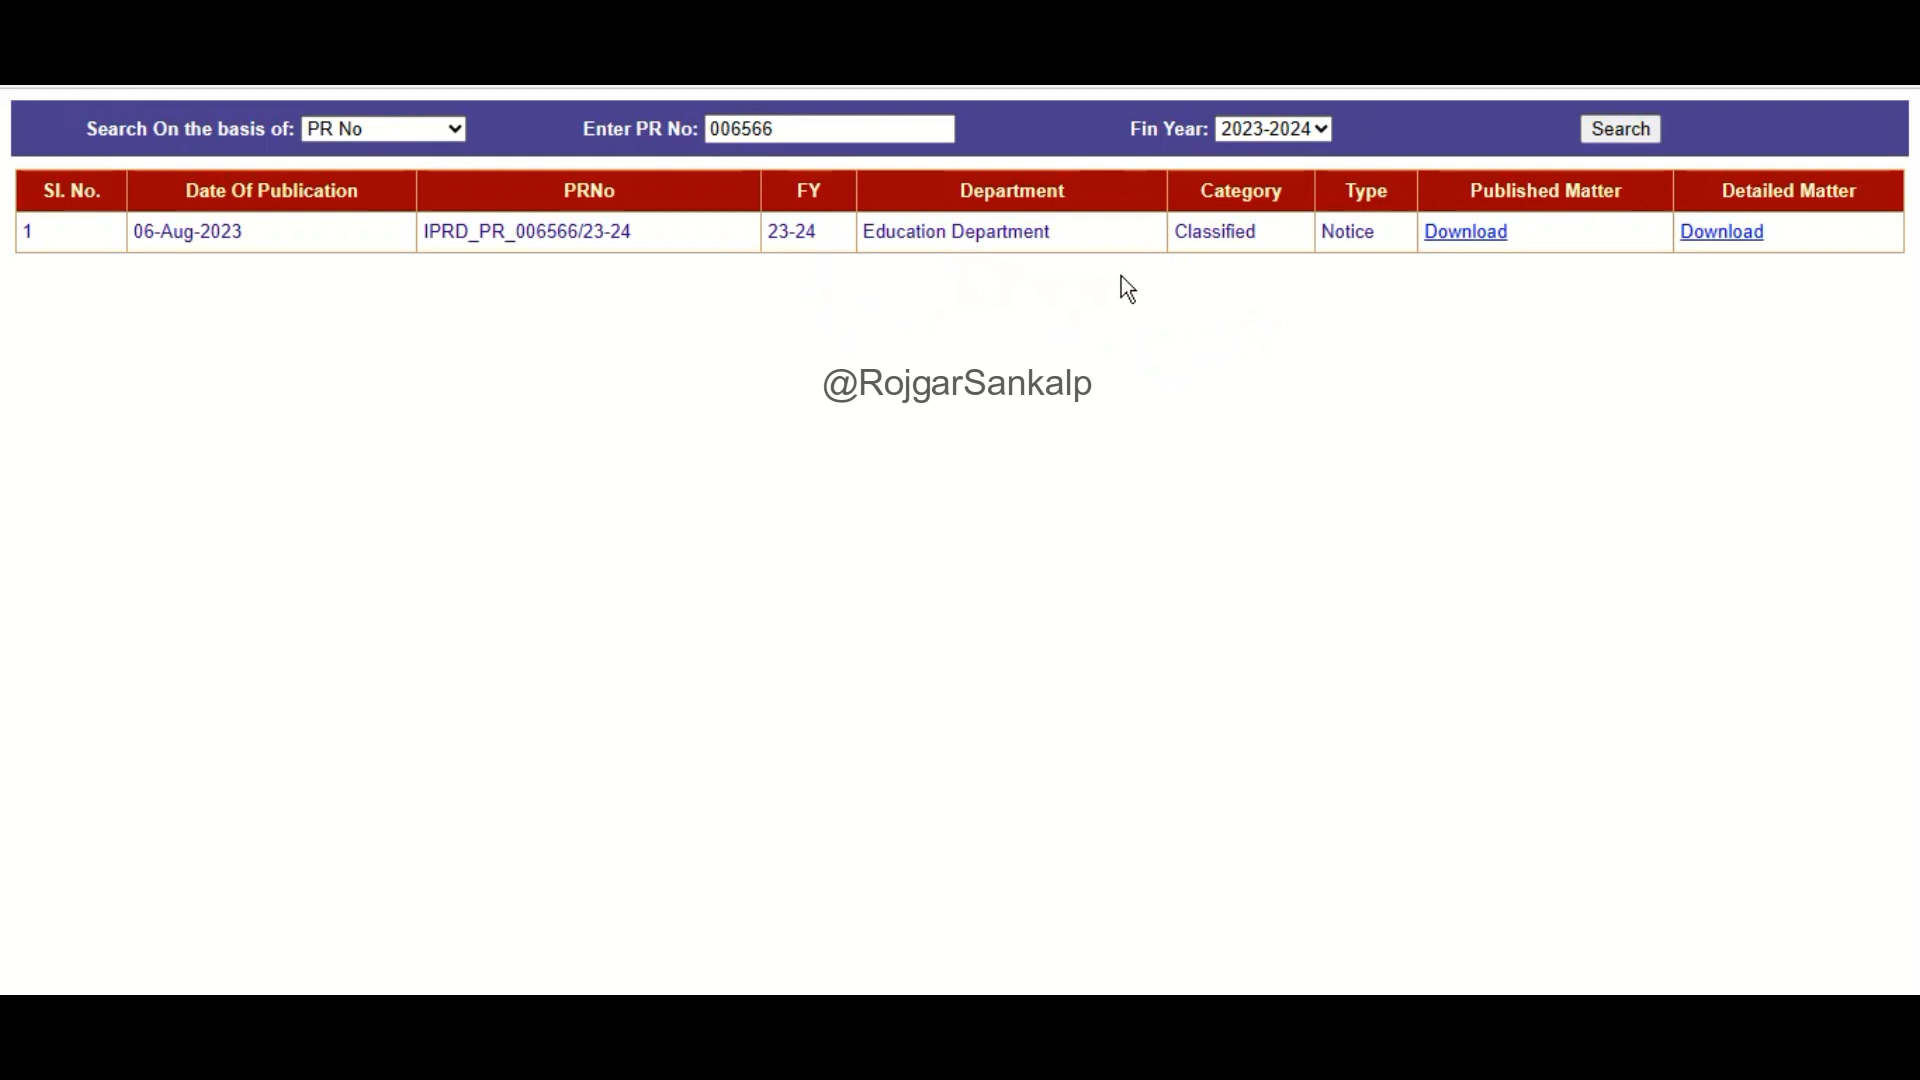 Search On the basis of: PR No Enter PR No: 006566 Fin Year: 2023-2024 Search
Sl. No. Date Of Publication PRNo FY Department Category Type Published Matter Detailed Matter
1 06-Aug-2023 IPRD_PR_006566/23-24 23-24 Education Department Classified Notice Download Download
@RojgarSankalp